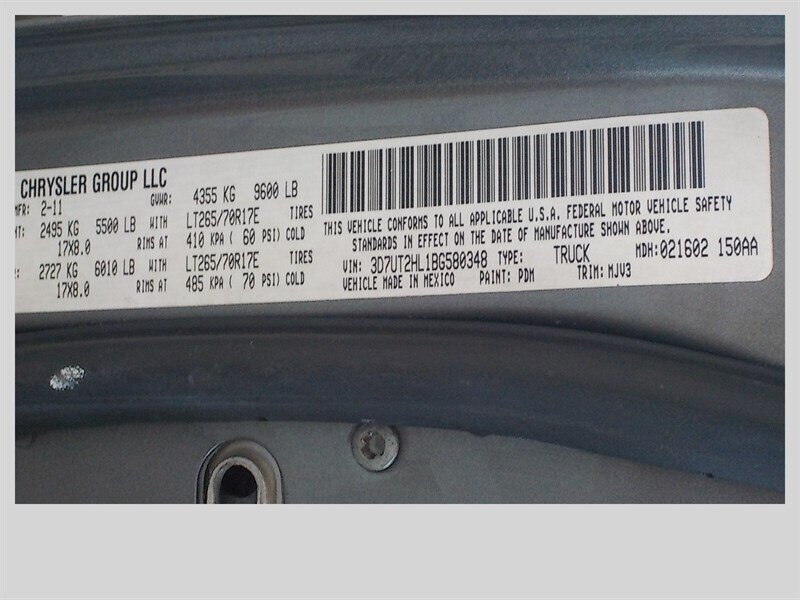 CHRYSLER GROUP LLC
MFR: 2-11 GVWR: 4355 KG 9600 LB
2495 KG 5500 LB WITH LT265/70R17E TIRES
17X8.0 RIMS AT 410 KPA ( 60 PSI) COLD
2727 KG 6010 LB WITH LT265/70R17E TIRES
17X8.0 RIMS AT 485 KPA ( 70 PSI) COLD
THIS VEHICLE CONFORMS TO ALL APPLICABLE U.S.A. FEDERAL MOTOR VEHICLE SAFETY
STANDARDS IN EFFECT ON THE DATE OF MANUFACTURE SHOWN ABOVE.
VIN: 3D7UT2HL1BG580348 TYPE: TRUCK MDH:021602 150AA
VEHICLE MADE IN MEXICO PAINT: PDM TRIM: MJV3